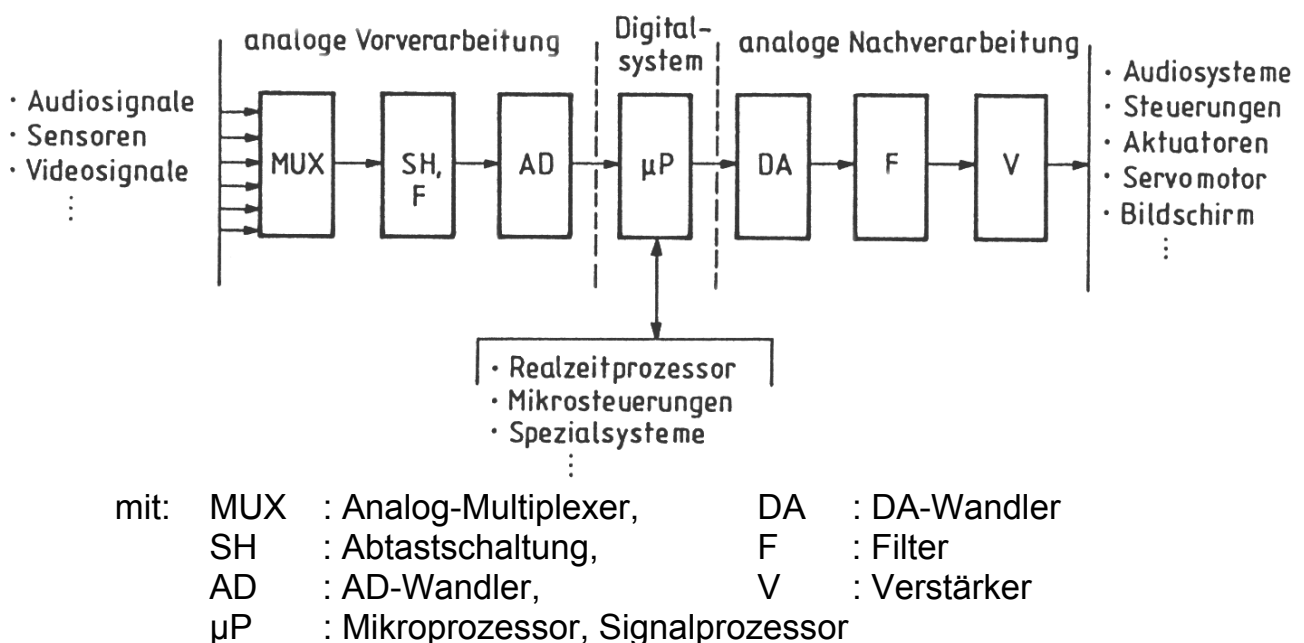 analoge Vorverarbeitung
Digital-
system
analoge Nachverarbeitung
· Audiosignale
· Sensoren
· Videosignale
⋮
MUX
SH,
F
AD
µP
DA
F
V
· Audiosysteme
· Steuerungen
· Aktuatoren
· Servomotor
· Bildschirm
⋮
· Realzeitprozessor
· Mikrosteuerungen
· Spezialsysteme
⋮
mit: MUX : Analog-Multiplexer, DA : DA-Wandler
SH : Abtastschaltung, F : Filter
AD : AD-Wandler, V : Verstärker
µP : Mikroprozessor, Signalprozessor